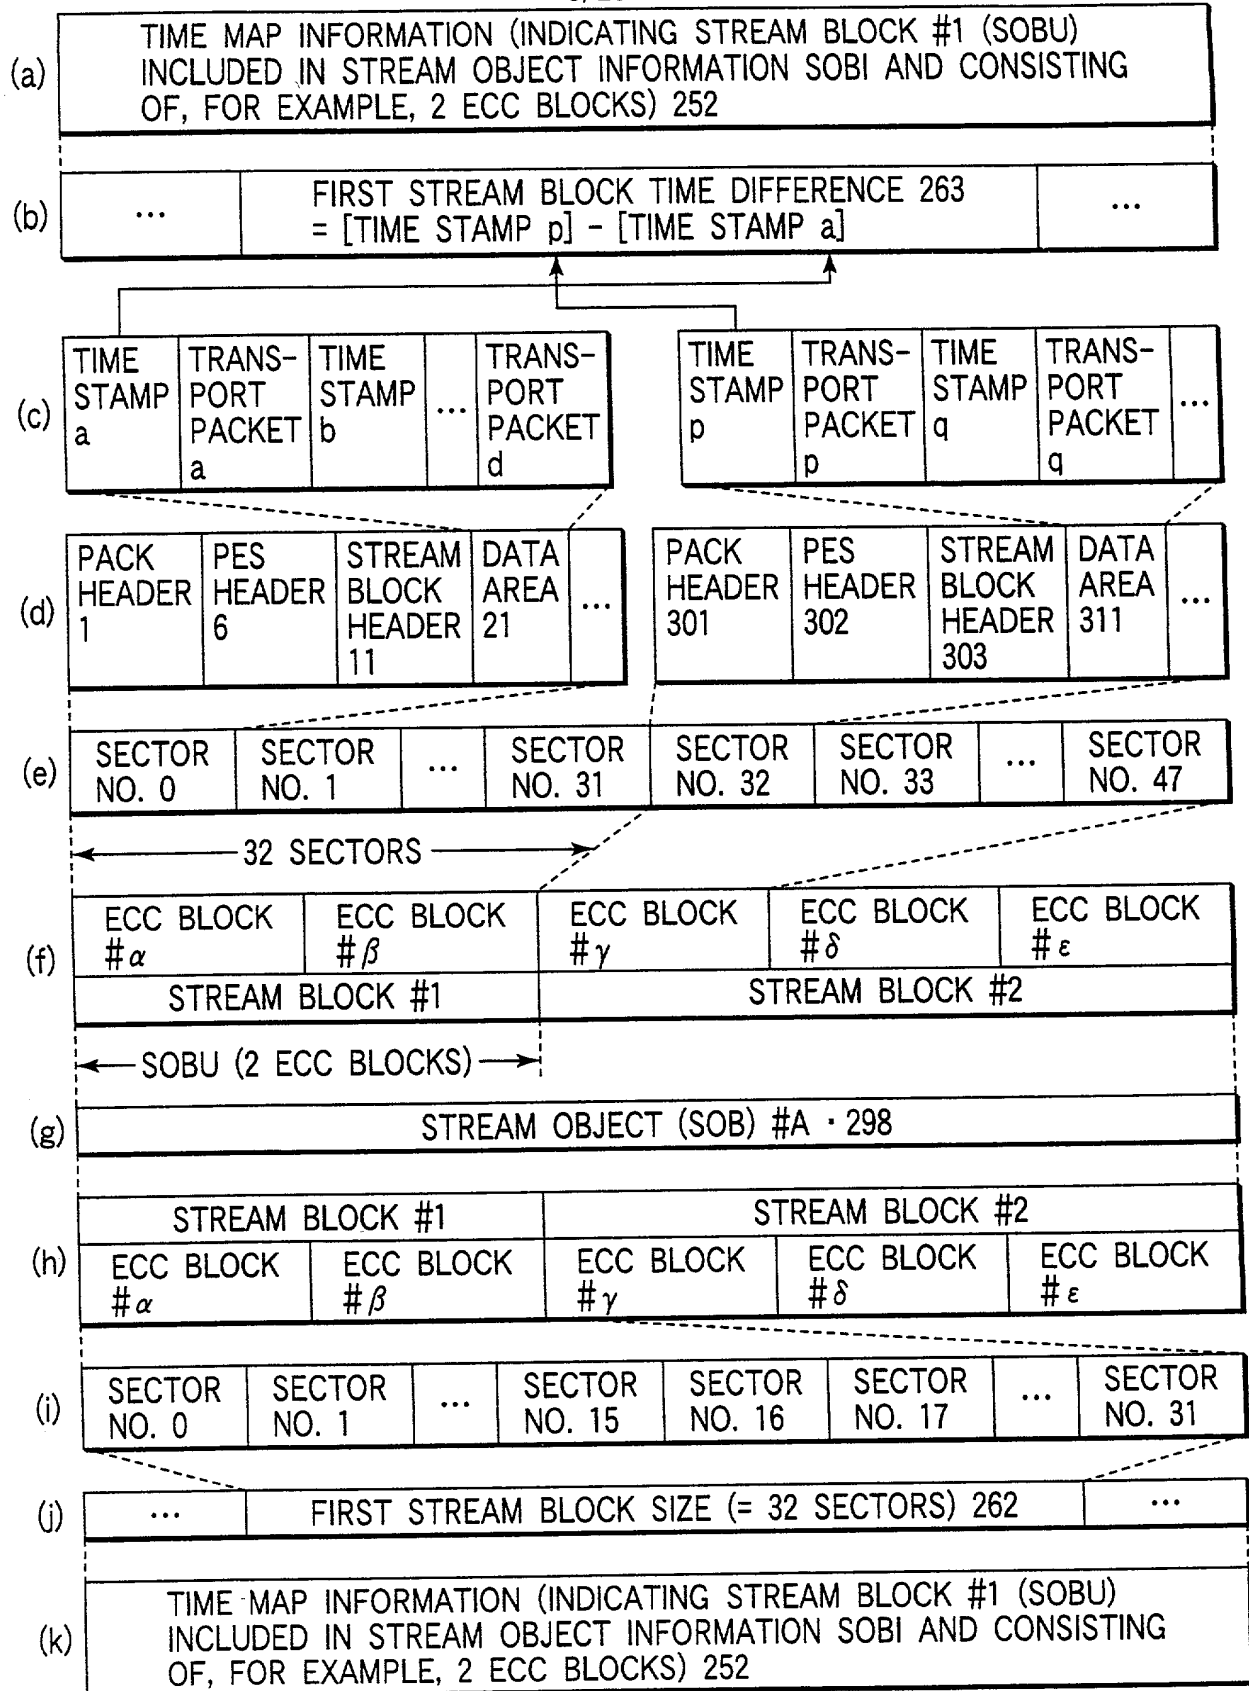 (a)
TIME MAP INFORMATION (INDICATING STREAM BLOCK #1 (SOBU)
INCLUDED IN STREAM OBJECT INFORMATION SOBI AND CONSISTING
OF, FOR EXAMPLE, 2 ECC BLOCKS) 252
(b)
...
FIRST STREAM BLOCK TIME DIFFERENCE 263
= [TIME STAMP p] - [TIME STAMP a]
...
(c)
TIME
STAMP
a
TRANS-
PORT
PACKET
a
TIME
STAMP
b
...
TRANS-
PORT
PACKET
d
TIME
STAMP
p
TRANS-
PORT
PACKET
p
TIME
STAMP
q
TRANS-
PORT
PACKET
q
...
(d)
PACK
HEADER
1
PES
HEADER
6
STREAM
BLOCK
HEADER
11
DATA
AREA
21
...
PACK
HEADER
301
PES
HEADER
302
STREAM
BLOCK
HEADER
303
DATA
AREA
311
...
(e)
SECTOR
NO. 0
SECTOR
NO. 1
...
SECTOR
NO. 31
SECTOR
NO. 32
SECTOR
NO. 33
...
SECTOR
NO. 47
32 SECTORS
(f)
ECC BLOCK
#α
ECC BLOCK
#β
ECC BLOCK
#γ
ECC BLOCK
#δ
ECC BLOCK
#ε
STREAM BLOCK #1
STREAM BLOCK #2
SOBU (2 ECC BLOCKS)
(g)
STREAM OBJECT (SOB) #A · 298
(h)
STREAM BLOCK #1
STREAM BLOCK #2
ECC BLOCK
#α
ECC BLOCK
#β
ECC BLOCK
#γ
ECC BLOCK
#δ
ECC BLOCK
#ε
(i)
SECTOR
NO. 0
SECTOR
NO. 1
...
SECTOR
NO. 15
SECTOR
NO. 16
SECTOR
NO. 17
...
SECTOR
NO. 31
(j)
...
FIRST STREAM BLOCK SIZE (= 32 SECTORS) 262
...
(k)
TIME MAP INFORMATION (INDICATING STREAM BLOCK #1 (SOBU)
INCLUDED IN STREAM OBJECT INFORMATION SOBI AND CONSISTING
OF, FOR EXAMPLE, 2 ECC BLOCKS) 252